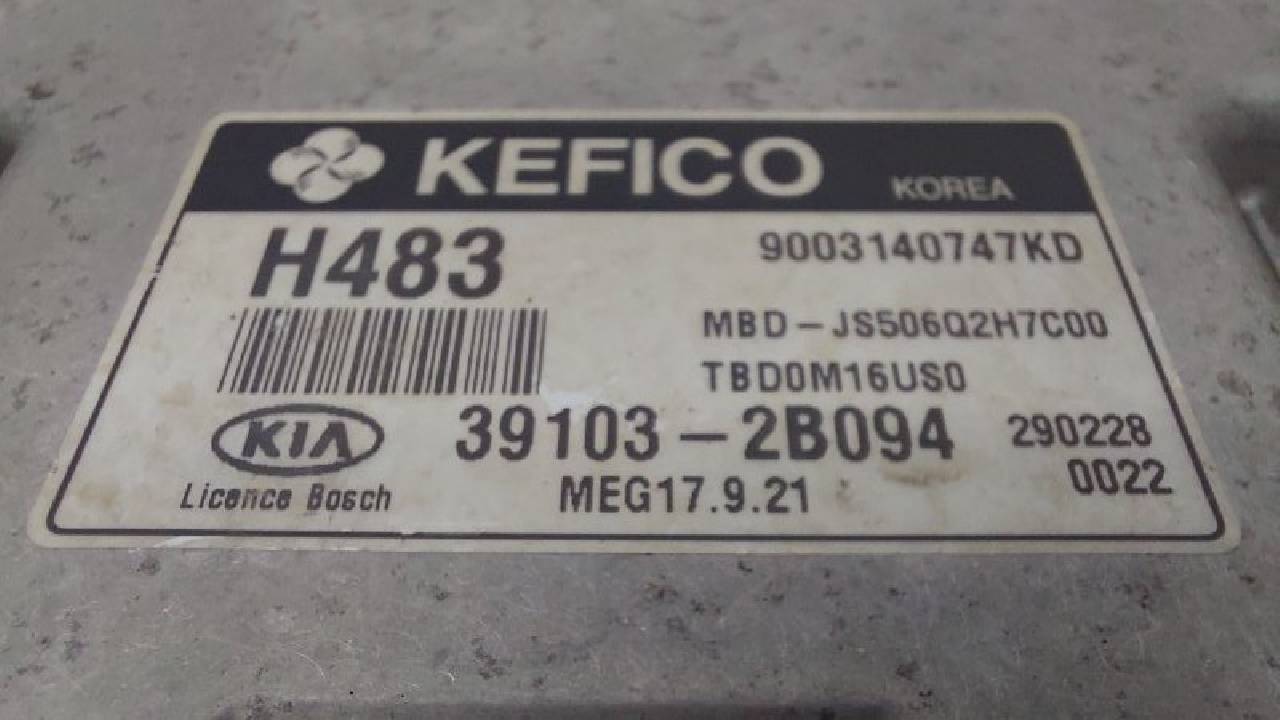 KEFICO KOREA
H483 9003140747KD
MBD-JS506Q2H7C00
TBD0M16US0
KIA 39103-2B094 290228
Licence Bosch MEG17.9.21 0022